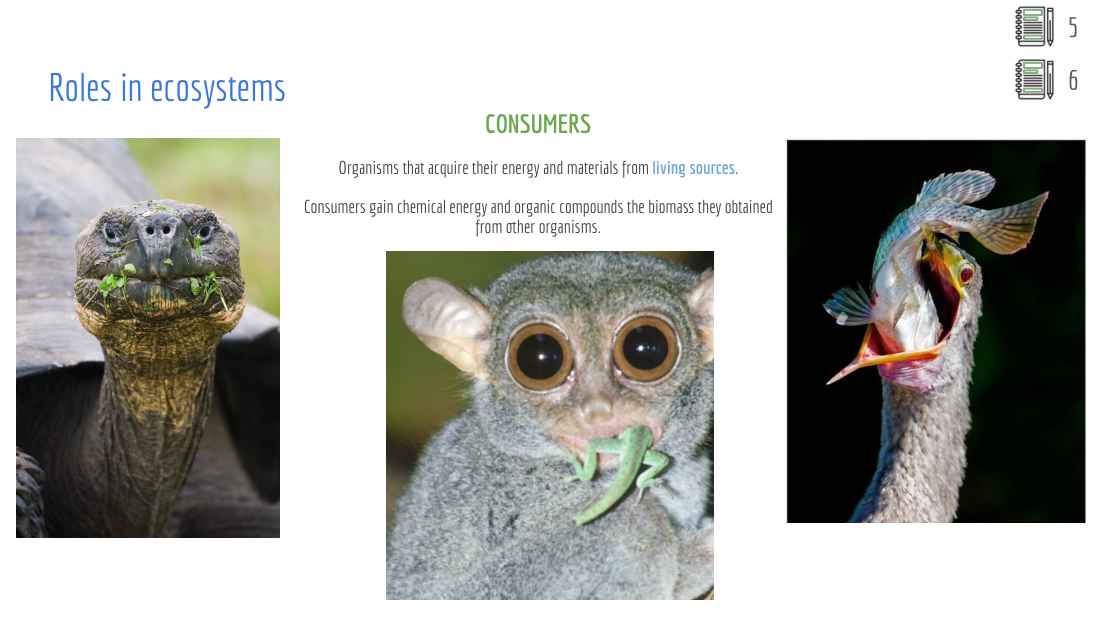 5
6
Roles in ecosystems
CONSUMERS
Organisms that acquire their energy and materials from living sources.
Consumers gain chemical energy and organic compounds the biomass they obtained
from other organisms.